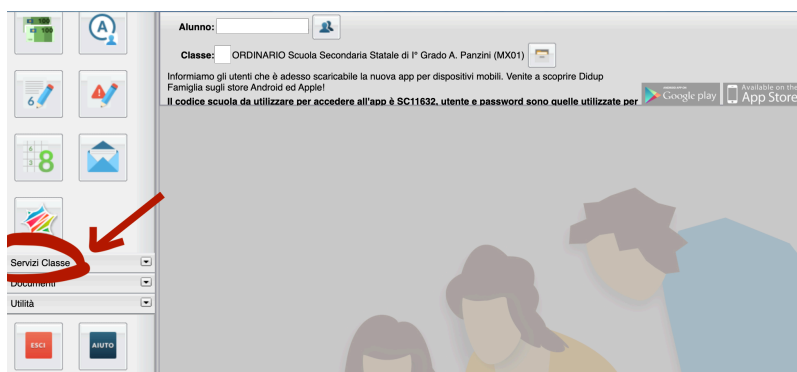 Alunno:
Classe: ORDINARIO Scuola Secondaria Statale di I° Grado A. Panzini (MX01)
Informiamo gli utenti che è adesso scaricabile la nuova app per dispositivi mobili. Venite a scoprire Didup
Famiglia sugli store Android ed Apple!
Il codice scuola da utilizzare per accedere all'app è SC11632, utente e password sono quelle utilizzate per
Google play
Available on the
App Store
A
6
8
Servizi Classe
Documenti
Utilità
ESCI
AIUTO